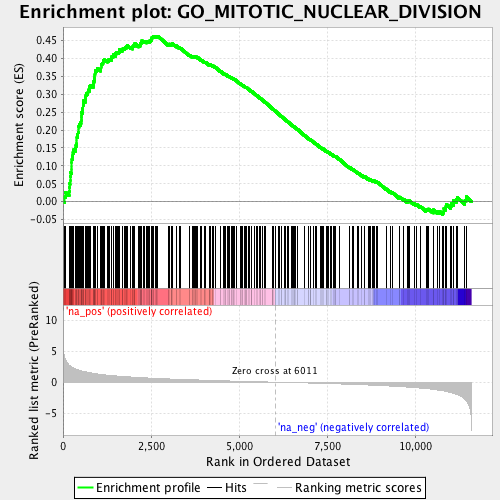 Enrichment plot: GO_MITOTIC_NUCLEAR_DIVISION
Enrichment score (ES)
0.45
0.40
0.35
0.30
0.25
0.20
0.15
0.10
0.05
0.00
-0.05
Ranked list metric (PreRanked)
'na_pos' (positively correlated)
10
5
0
-5
Zero cross at 6011
'na_neg' (negatively correlated)
0
2,500
5,000
7,500
10,000
Rank in Ordered Dataset
Enrichment profile
Hits
Ranking metric scores